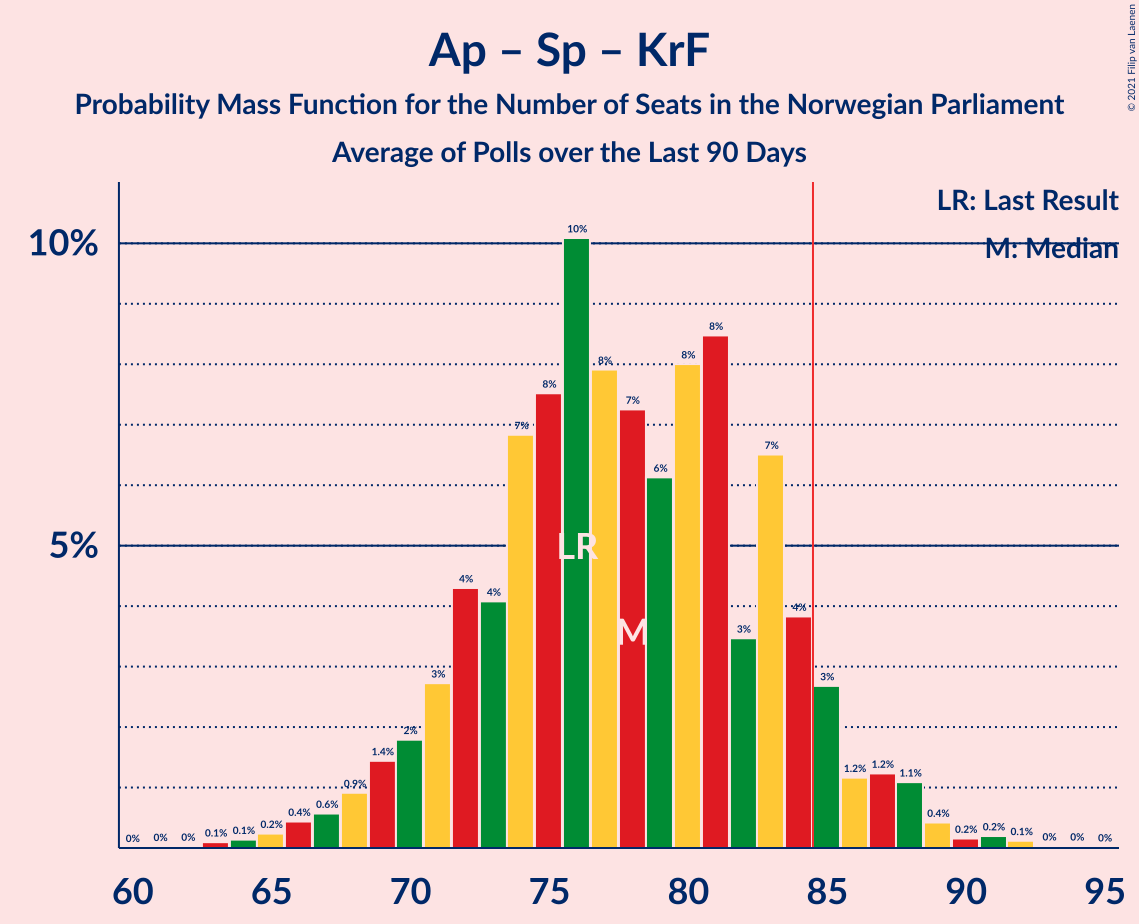 Ap – Sp – KrF
Probability Mass Function for the Number of Seats in the Norwegian Parliament
Average of Polls over the Last 90 Days
© 2021 Filip van Laenen
LR: Last Result
M: Median
10%
5%
0% 0% 0% 0.1% 0.1% 0.2% 0.4% 0.6% 0.9% 1.4% 2% 3% 4% 4% 7% 8% 10% 8% 7% 6% 8% 8% 3% 7% 4% 3% 1.2% 1.2% 1.1% 0.4% 0.2% 0.2% 0.1% 0% 0% 0%
LR
M
60 65 70 75 80 85 90 95